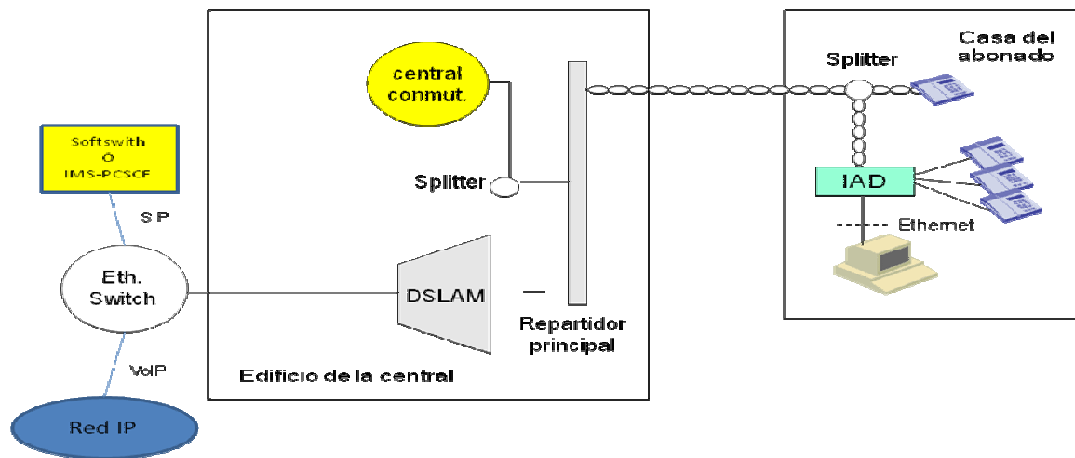 Casa del
abonado
Splitter
central
conmut.
Softswith
O
IMS-PCSCF
Splitter
IAD
SIP
Ethernet
Eth.
Switch
DSLAM
Repartidor
principal
VoIP
Edificio de la central
Red IP